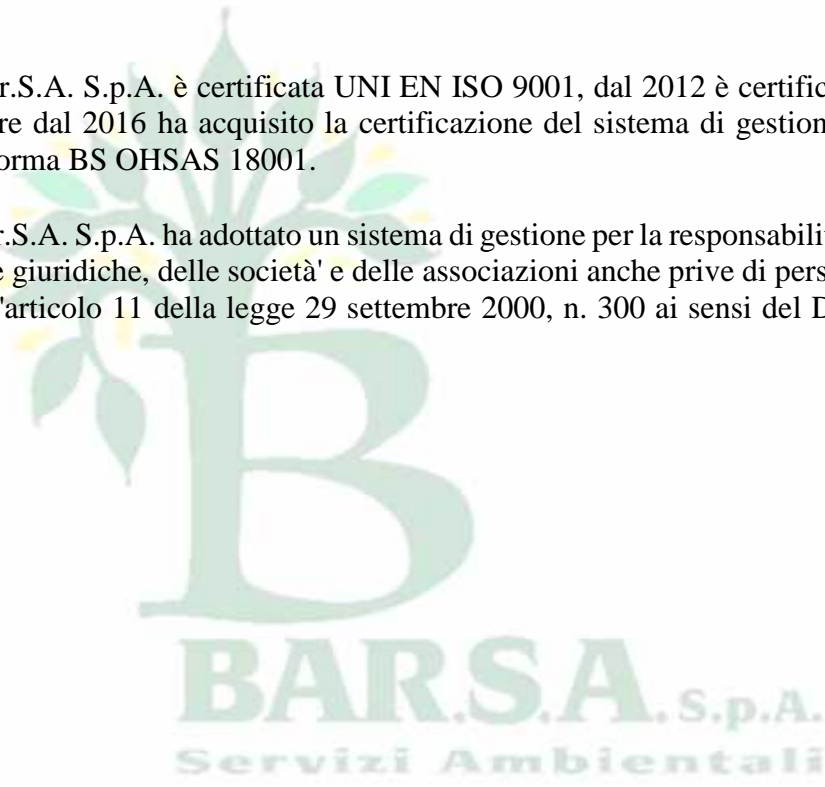 r.S.A. S.p.A. è certificata UNI EN ISO 9001, dal 2012 è certific
re dal 2016 ha acquisito la certificazione del sistema di gestion
orma BS OHSAS 18001.
r.S.A. S.p.A. ha adottato un sistema di gestione per la responsabilit
e giuridiche, delle società' e delle associazioni anche prive di pers
'articolo 11 della legge 29 settembre 2000, n. 300 ai sensi del D
B
BAR.S.A. S.p.A.
Servizi Ambientali